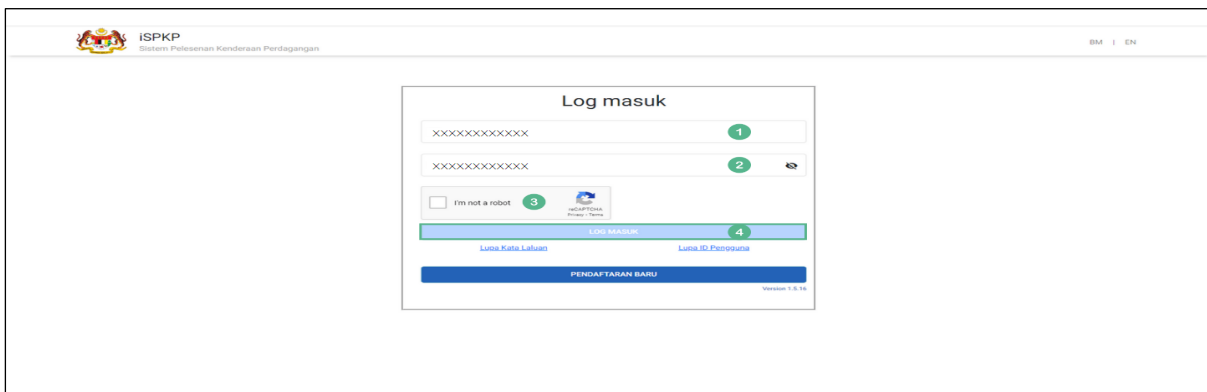 iSPKP
Sistem Pelesenan Kenderaan Perdagangan
BM | EN
Log masuk
XXXXXXXXXXXX 1
XXXXXXXXXXXX 2
I'm not a robot 3
reCAPTCHA
Privacy - Terms
LOG MASUK 4
Lupa Kata Laluan Lupa ID Pengguna
PENDAFTARAN BARU
Version 1.5.16